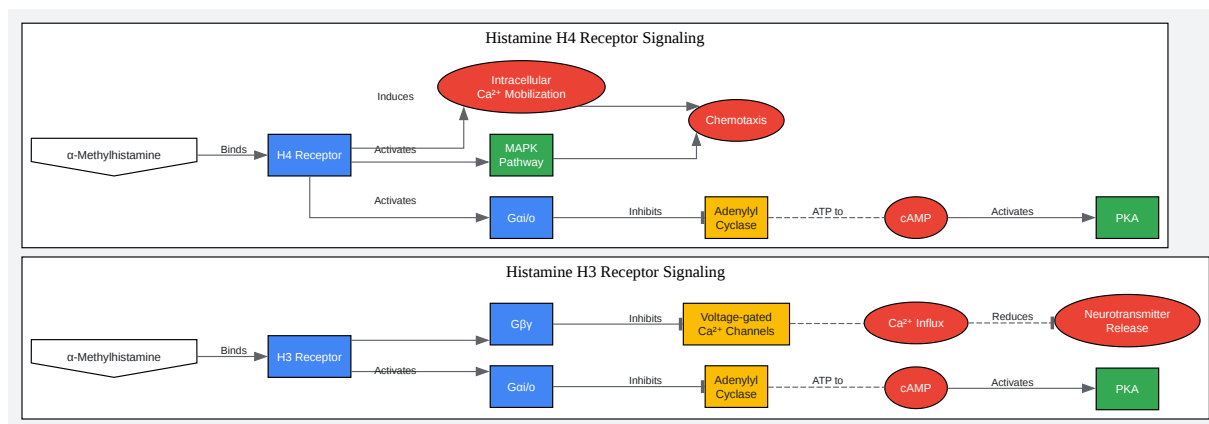 Histamine H4 Receptor Signaling
Intracellular
Ca²⁺ Mobilization
Induces
Chemotaxis
α-Methylhistamine
Binds
H4 Receptor
Activates
MAPK
Pathway
Activates
Gαi/o
Inhibits
Adenylyl
Cyclase
ATP to
cAMP
Activates
PKA
Histamine H3 Receptor Signaling
Gβγ
Inhibits
Voltage-gated
Ca²⁺ Channels
Ca²⁺ Influx
Reduces
Neurotransmitter
Release
α-Methylhistamine
Binds
H3 Receptor
Activates
Gαi/o
Inhibits
Adenylyl
Cyclase
ATP to
cAMP
Activates
PKA